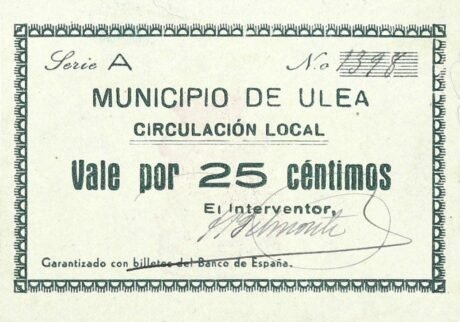 Serie A No. 1398
MUNICIPIO DE ULEA
CIRCULACIÓN LOCAL
Vale por 25 céntimos
El Interventor,
Belmonte
Garantizado con billetes del Banco de España.